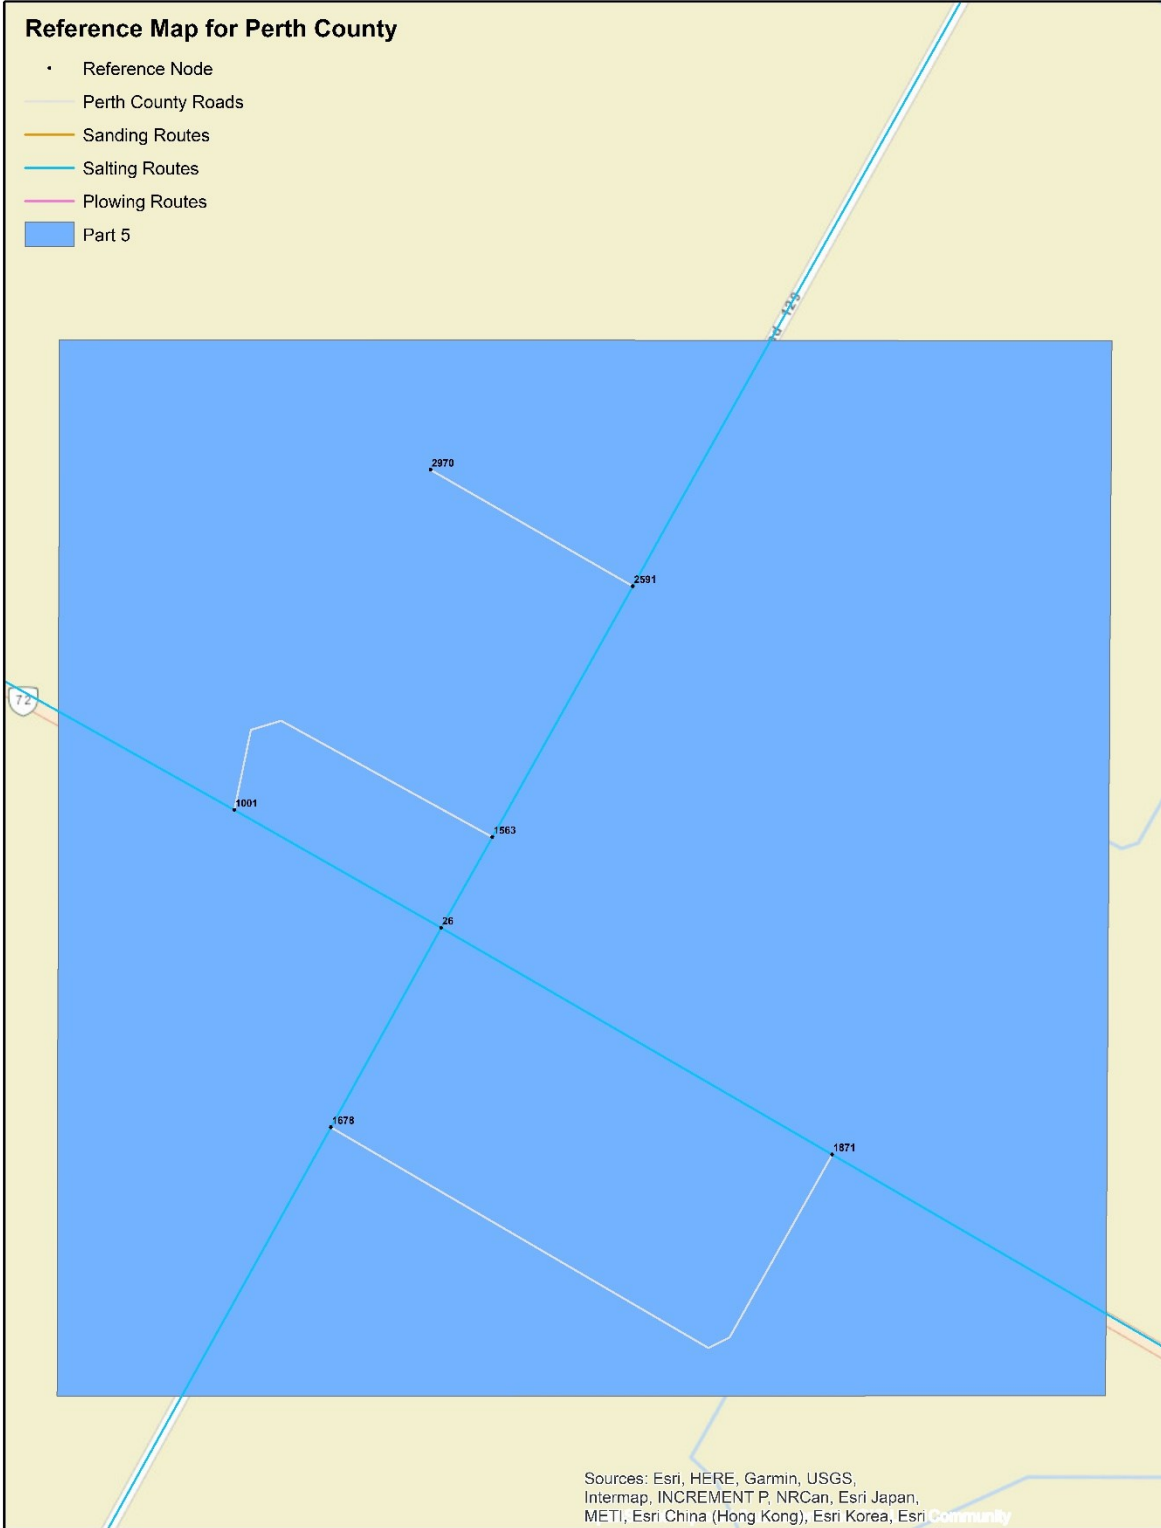 Reference Map for Perth County
Reference Node
Perth County Roads
Sanding Routes
Salting Routes
Plowing Routes
Part 5
129
2970
2591
72
1001
1563
26
1678
1871
Sources: Esri, HERE, Garmin, USGS,
Intermap, INCREMENT P, NRCan, Esri Japan,
METI, Esri China (Hong Kong), Esri Korea, Esri
Community